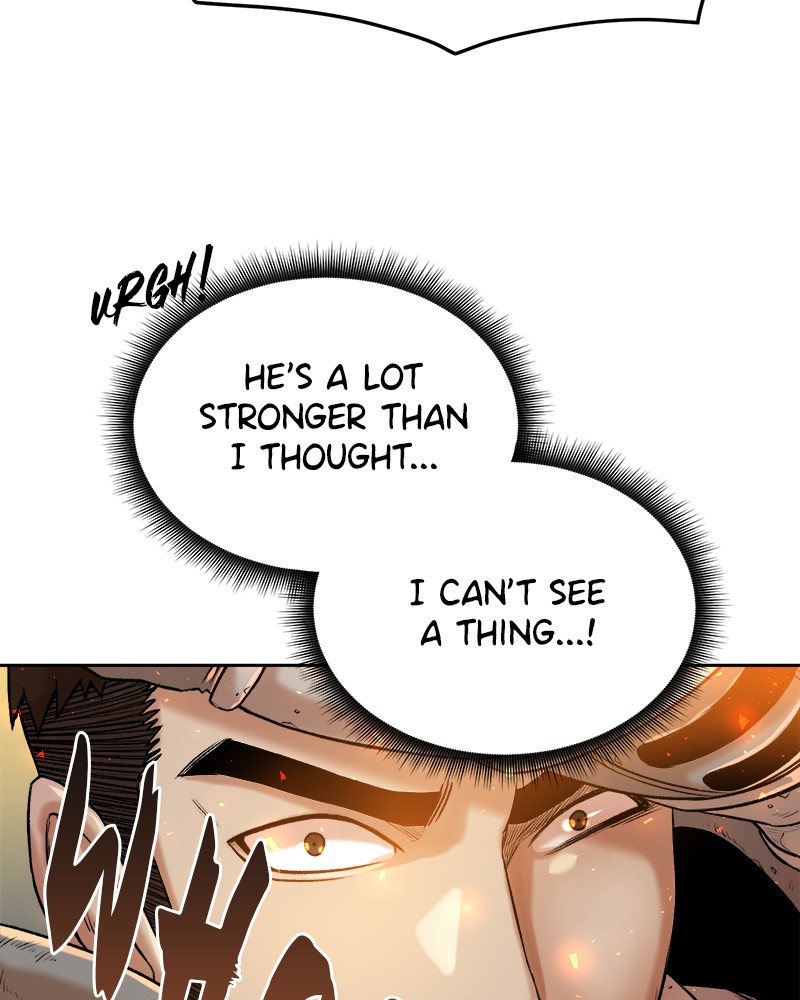 URGH!
HE'S A LOT
STRONGER THAN
I THOUGHT...
I CAN'T SEE
A THING...!